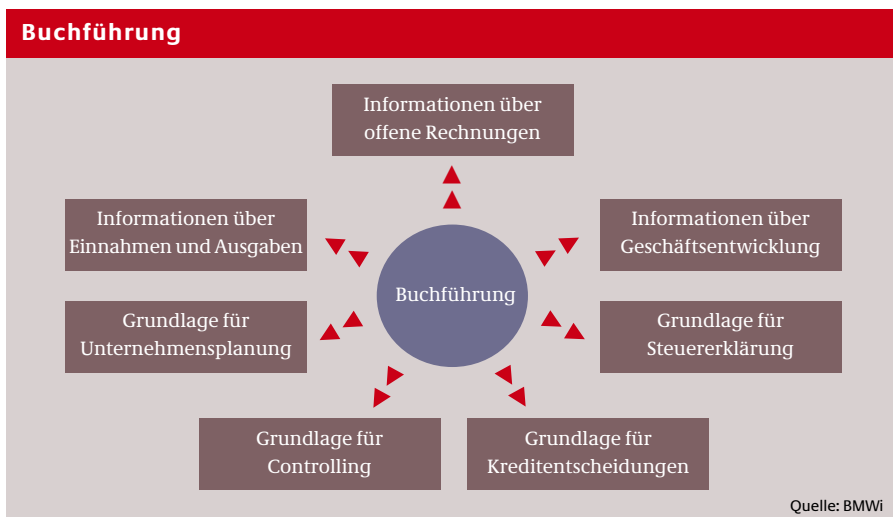 Buchführung
Informationen über
offene Rechnungen
Informationen über
Einnahmen und Ausgaben
Informationen über
Geschäftsentwicklung
Buchführung
Grundlage für
Unternehmensplanung
Grundlage für
Steuererklärung
Grundlage für
Controlling
Grundlage für
Kreditentscheidungen
Quelle: BMWi